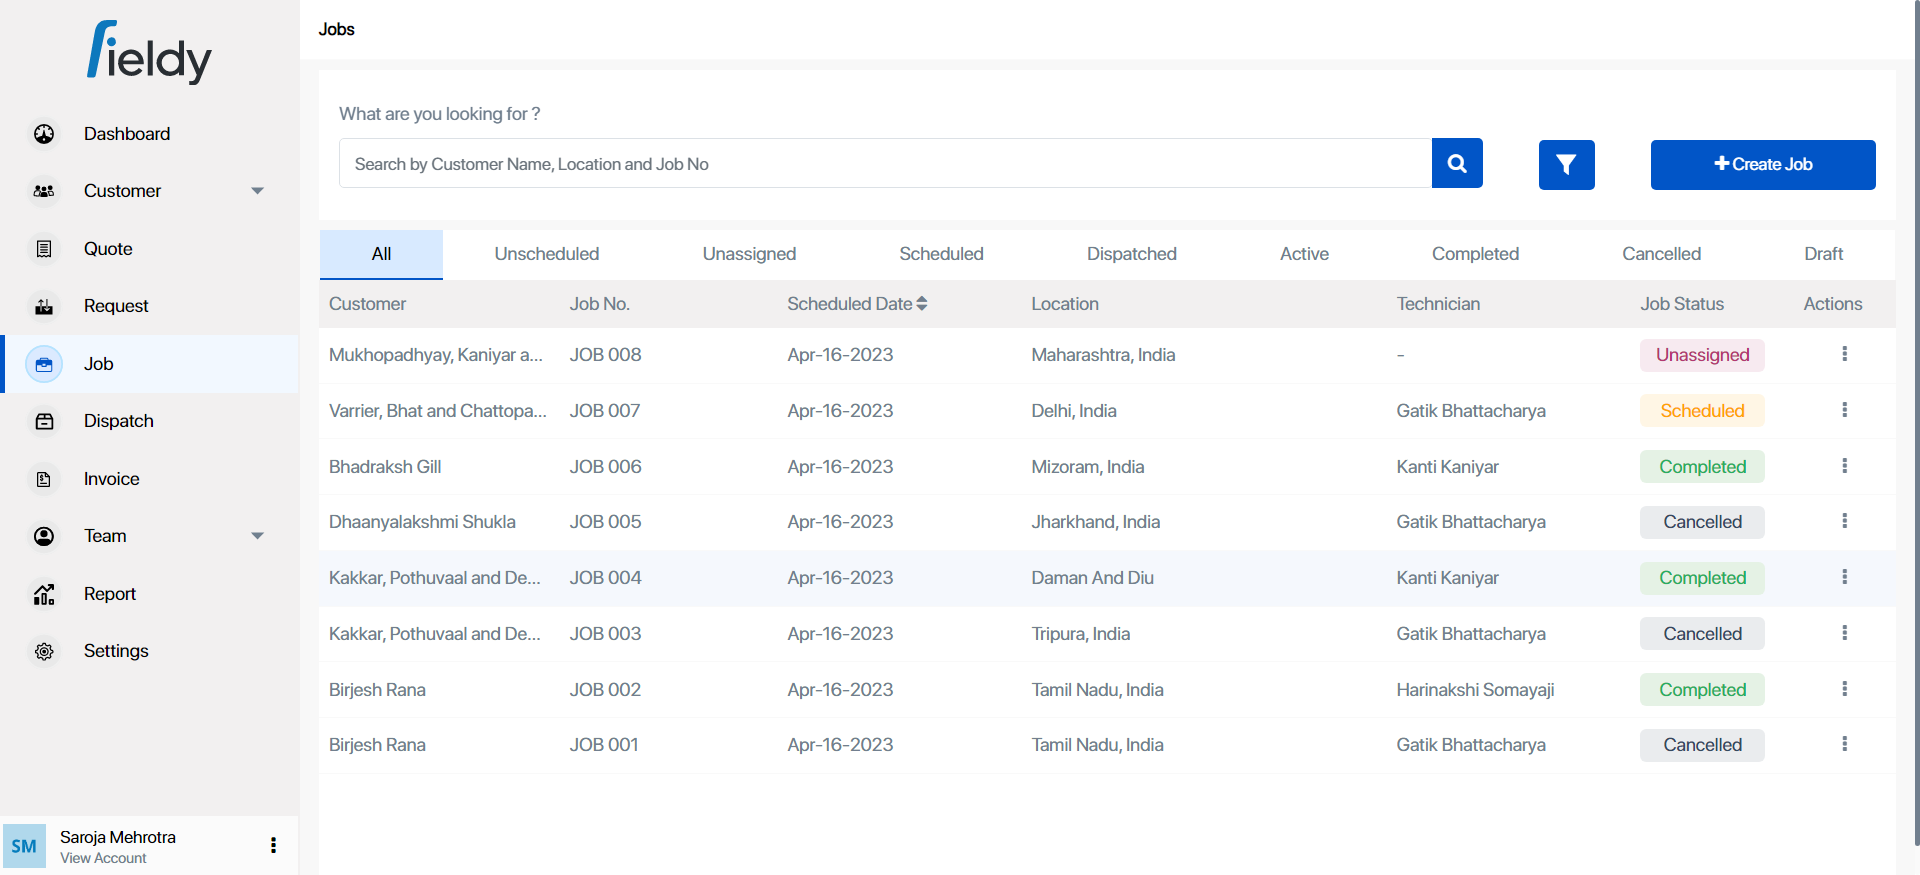 fieldy
Jobs
Dashboard
Customer
Quote
Request
Job
Dispatch
Invoice
Team
Report
Settings
SM
Saroja Mehrotra
View Account
What are you looking for ?
Search by Customer Name, Location and Job No
Create Job
All Unscheduled Unassigned Scheduled Dispatched Active Completed Cancelled Draft
Customer Job No. Scheduled Date Location Technician Job Status Actions
Mukhopadhyay, Kaniyar a... JOB 008 Apr-16-2023 Maharashtra, India - Unassigned
Varrier, Bhat and Chattopa... JOB 007 Apr-16-2023 Delhi, India Gatik Bhattacharya Scheduled
Bhadraksh Gill JOB 006 Apr-16-2023 Mizoram, India Kanti Kaniyar Completed
Dhaanyalakshmi Shukla JOB 005 Apr-16-2023 Jharkhand, India Gatik Bhattacharya Cancelled
Kakkar, Pothuvaal and De... JOB 004 Apr-16-2023 Daman And Diu Kanti Kaniyar Completed
Kakkar, Pothuvaal and De... JOB 003 Apr-16-2023 Tripura, India Gatik Bhattacharya Cancelled
Birjesh Rana JOB 002 Apr-16-2023 Tamil Nadu, India Harinakshi Somayaji Completed
Birjesh Rana JOB 001 Apr-16-2023 Tamil Nadu, India Gatik Bhattacharya Cancelled